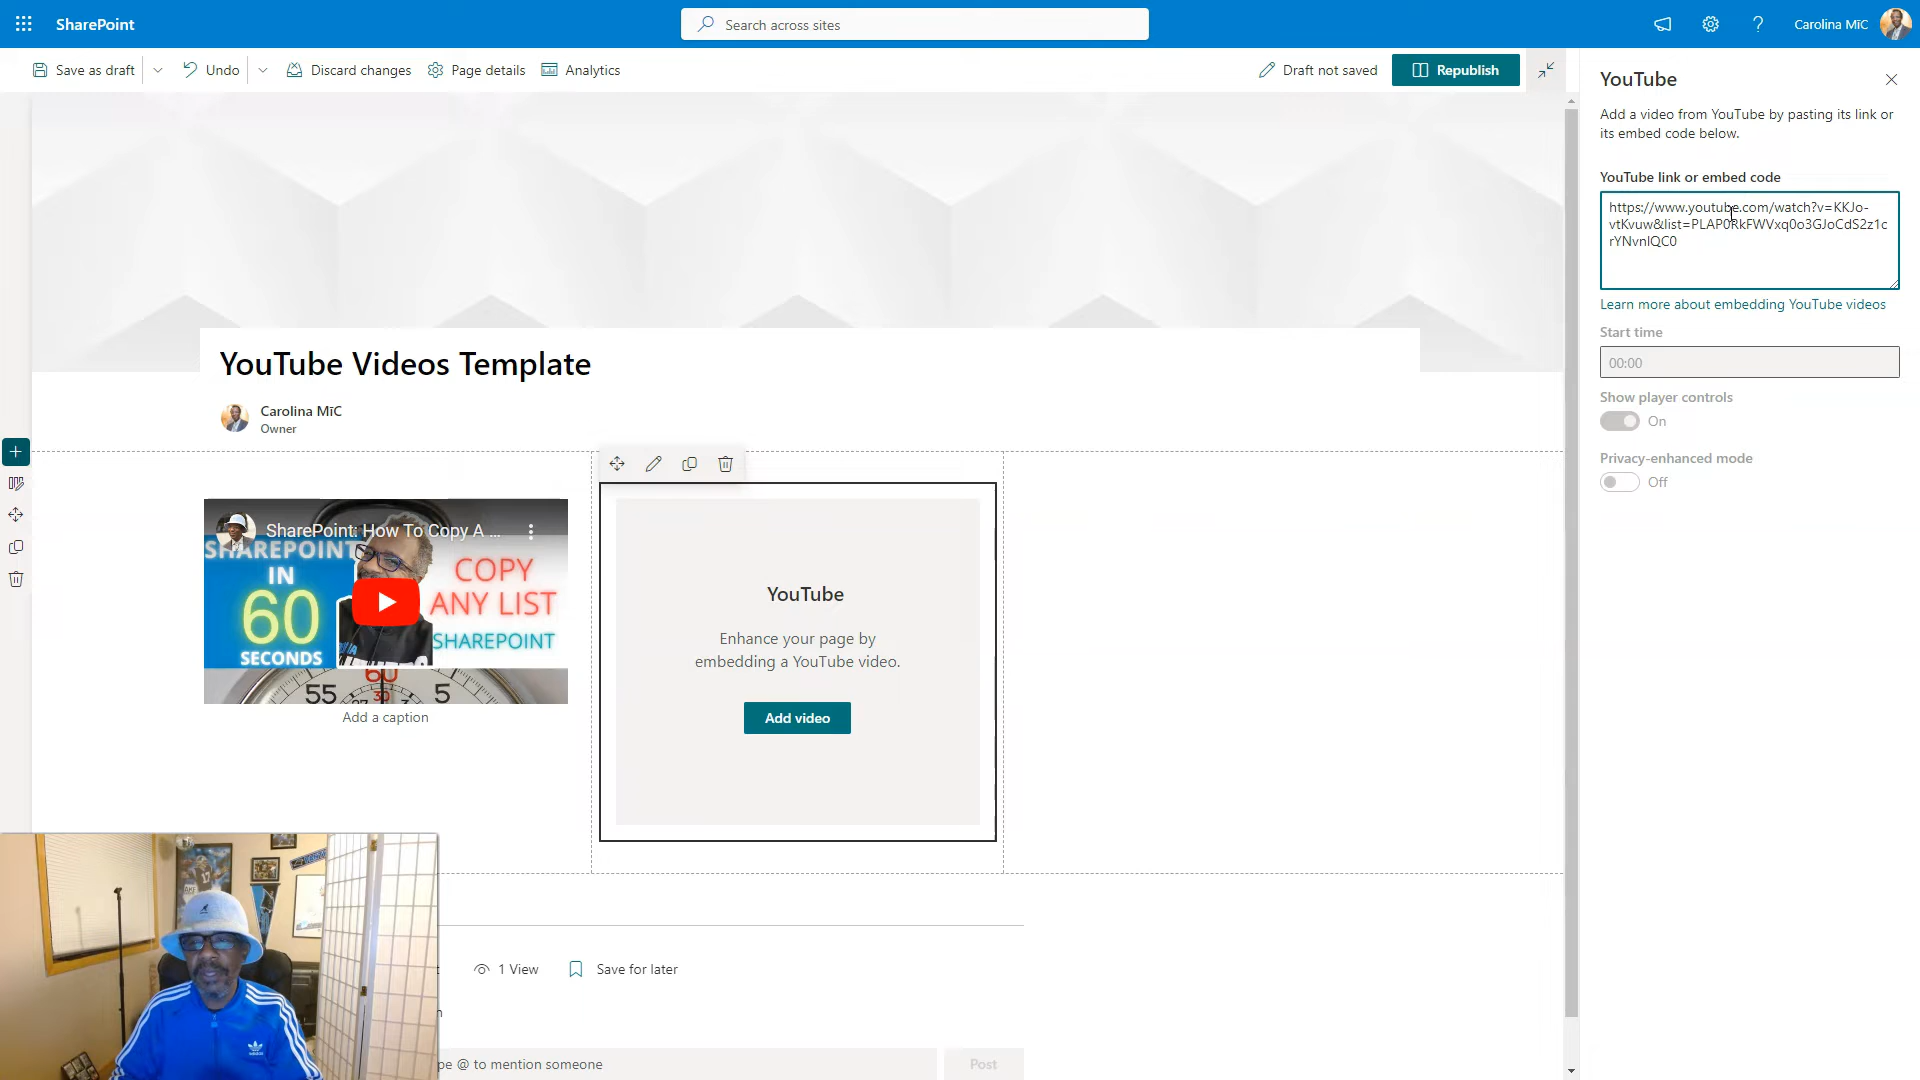 SharePoint
Search across sites
Carolina MīC
Save as draft
Undo
Discard changes
Page details
Analytics
Draft not saved
Republish
YouTube
Add a video from YouTube by pasting its link or
its embed code below.
YouTube link or embed code
https://www.youtube.com/watch?v=KKJo-
vtKvuw&list=PLAP0RkFWVxq0o3GJoCdS2z1c
rYNvnIQC0
Learn more about embedding YouTube videos
Start time
00:00
Show player controls
On
Privacy-enhanced mode
Off
YouTube Videos Template
Carolina MīC
Owner
SharePoint: How To Copy A ...
SHAREPOINT
IN
60
SECONDS
COPY
ANY LIST
SHAREPOINT
60
55
5
30
Add a caption
YouTube
Enhance your page by
embedding a YouTube video.
Add video
1 View
Save for later
pe @ to mention someone
Post